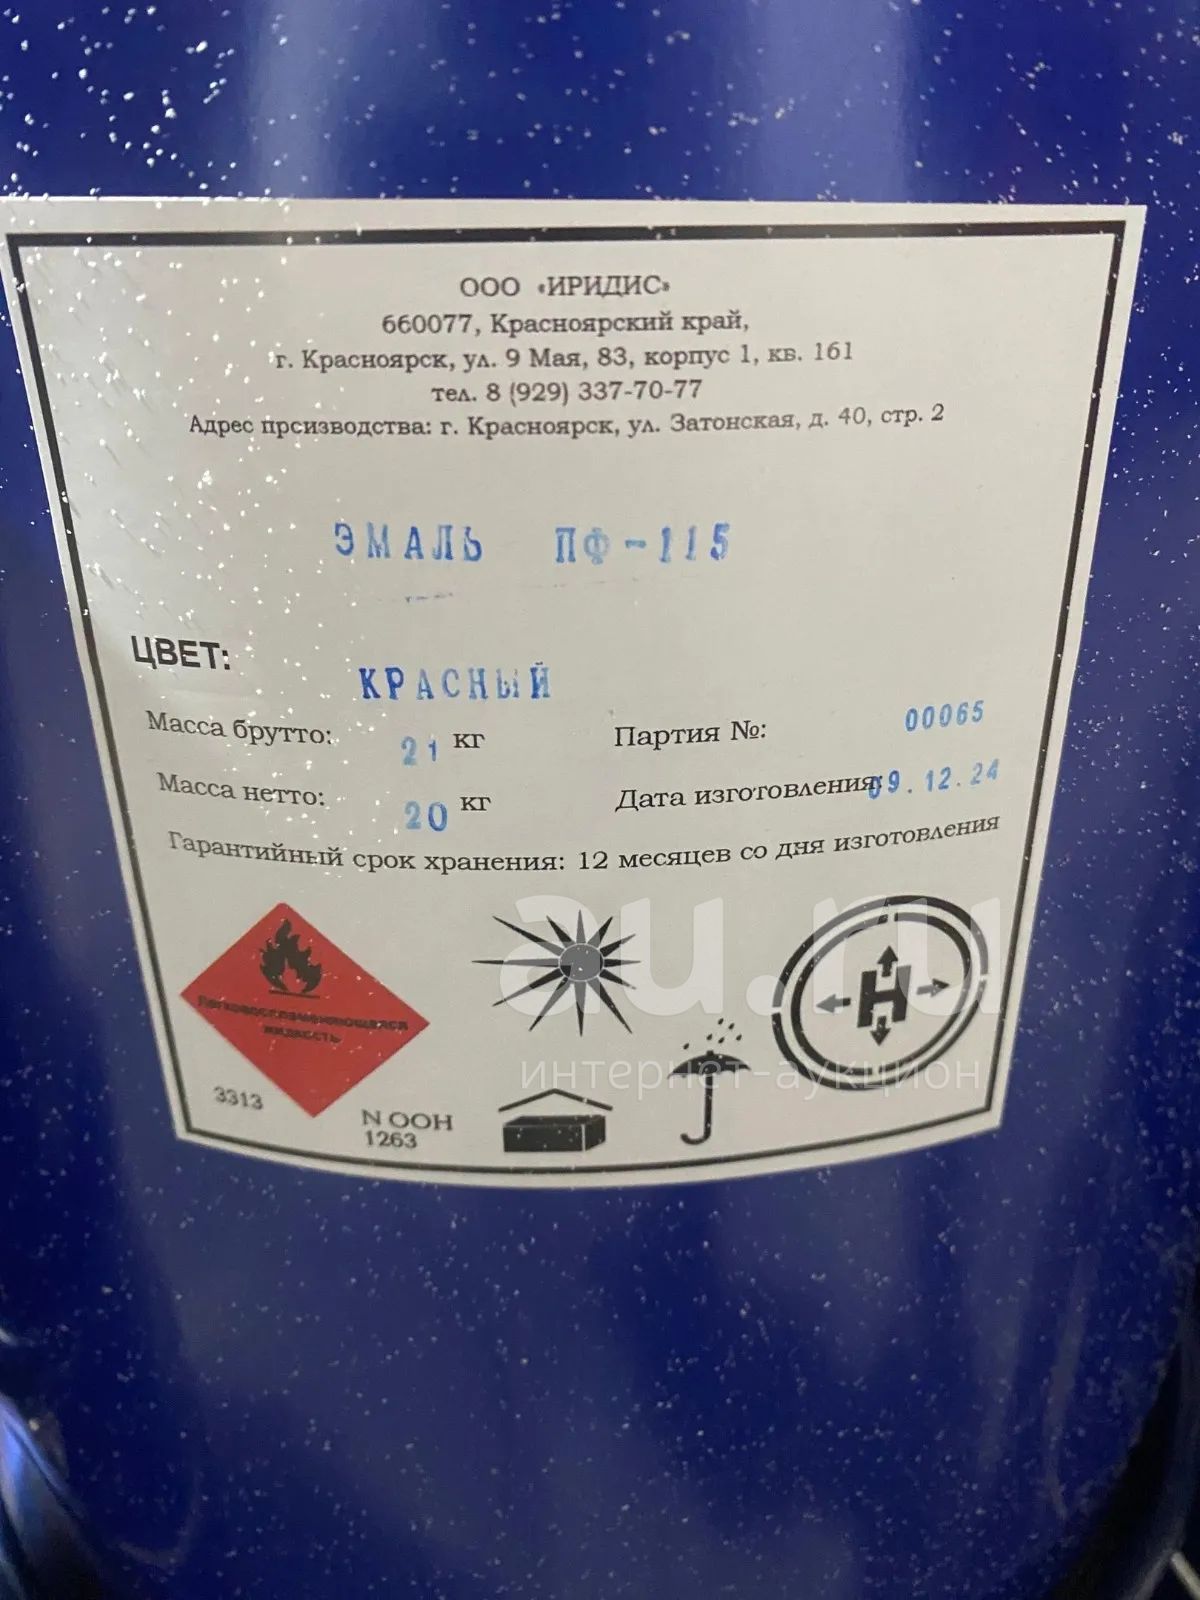 ООО «ИРИДИС»
660077, Красноярский край,
г. Красноярск, ул. 9 Мая, 83, корпус 1, кв. 161
тел. 8 (929) 337-70-77
Адрес прсизводства: г. Красноярск, ул. Затонская, д. 40, стр. 2
ЭМАЛЬ ПФ-115
ЦВЕТ:
КРАСНЫЙ
Масса брутто: 21 кг
Партия №: 00065
Масса нетто: 20 кг
Дата изготовления: 09.12.24
Гарантийный срок хранения: 12 месяцев со дня изготовления
Легковоспламеняющаяся
жидкость
3313
N ООН
1263
Н
au.ru
интернет-аукцион